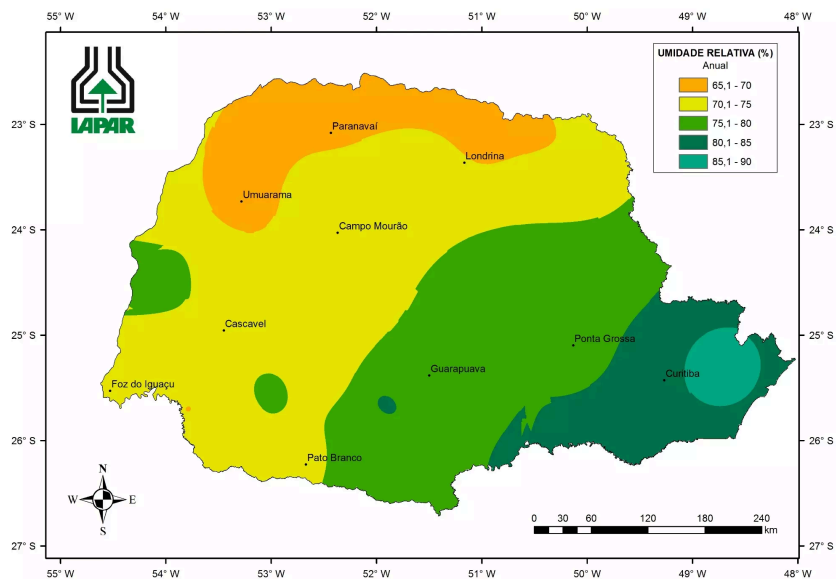 55° W 54° W 53° W 52° W 51° W 50° W 49° W 48° W
IAPAR
UMIDADE RELATIVA (%)
Anual
65,1 - 70
70,1 - 75
75,1 - 80
80,1 - 85
85,1 - 90
23° S 23° S
Paranavaí
Londrina
Umuarama
Campo Mourão
24° S 24° S
Cascavel
25° S 25° S
Ponta Grossa
Guarapuava
Curitiba
Foz do Iguaçu
26° S 26° S
Pato Branco
N
W E
S
0 30 60 120 180 240
km
27° S 27° S
55° W 54° W 53° W 52° W 51° W 50° W 49° W 48° W